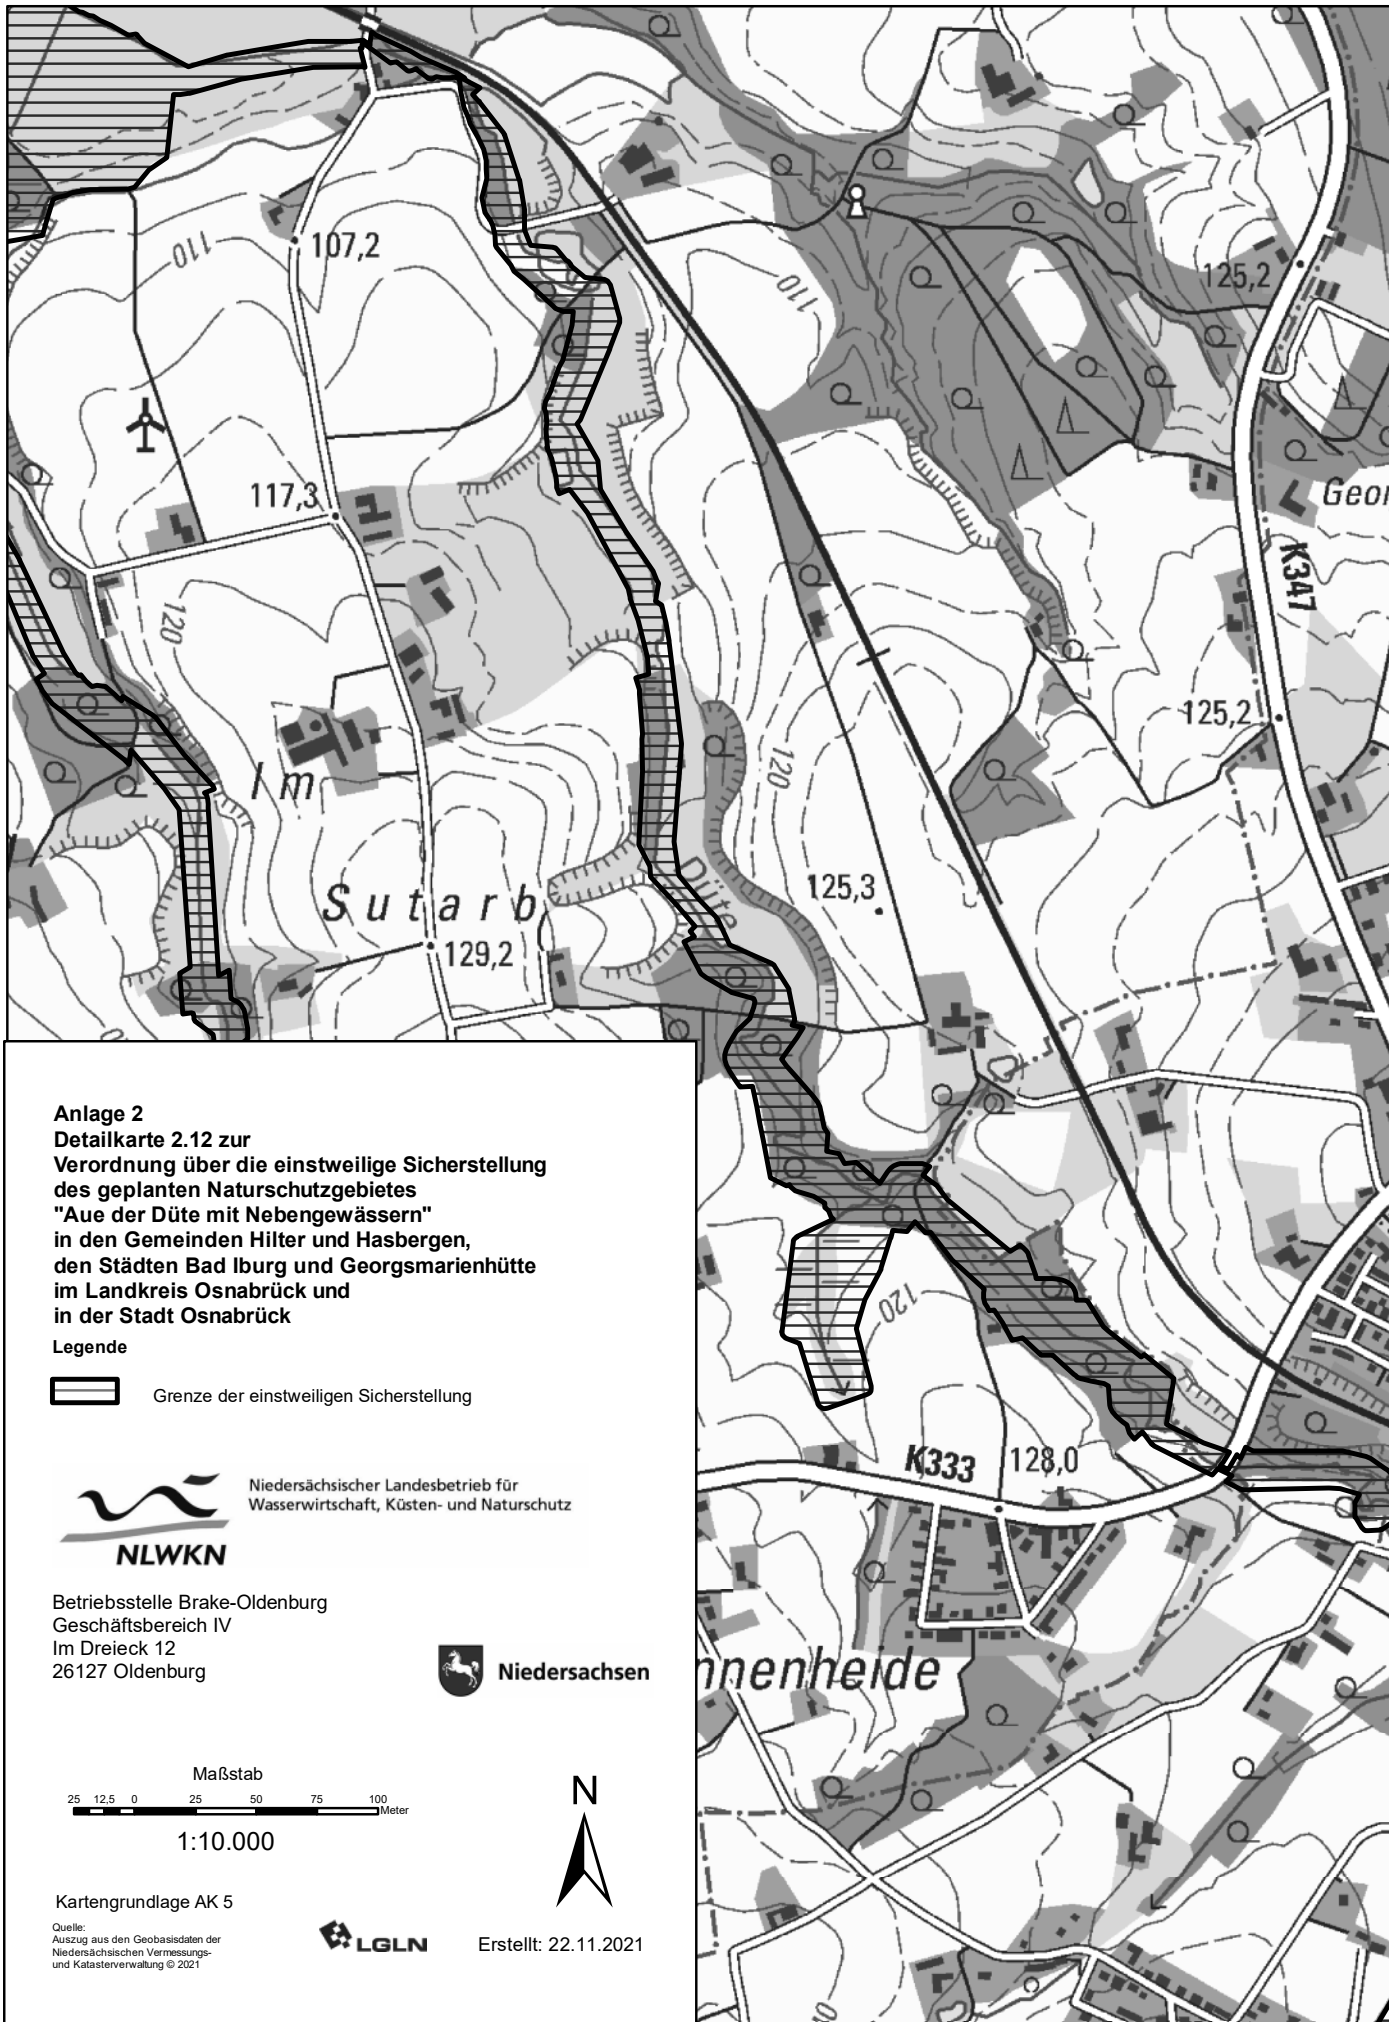 107,2
110
110
125,2
117,3
Geor
K347
120
125,2
Im
120
Sutarb
Düte
125,3
129,2
120
K333
128,0
nnenheide
Anlage 2
Detailkarte 2.12 zur
Verordnung über die einstweilige Sicherstellung
des geplanten Naturschutzgebietes
"Aue der Düte mit Nebengewässern"
in den Gemeinden Hilter und Hasbergen,
den Städten Bad Iburg und Georgsmarienhütte
im Landkreis Osnabrück und
in der Stadt Osnabrück
Legende
Grenze der einstweiligen Sicherstellung
Niedersächsischer Landesbetrieb für
Wasserwirtschaft, Küsten- und Naturschutz
NLWKN
Betriebsstelle Brake-Oldenburg
Geschäftsbereich IV
Im Dreieck 12
26127 Oldenburg
Niedersachsen
Maßstab
25 12,5 0 25 50 75 100
Meter
1:10.000
N
Kartengrundlage AK 5
Quelle:
Auszug aus den Geobasisdaten der
Niedersächsischen Vermessungs-
und Katasterverwaltung © 2021
LGLN
Erstellt: 22.11.2021